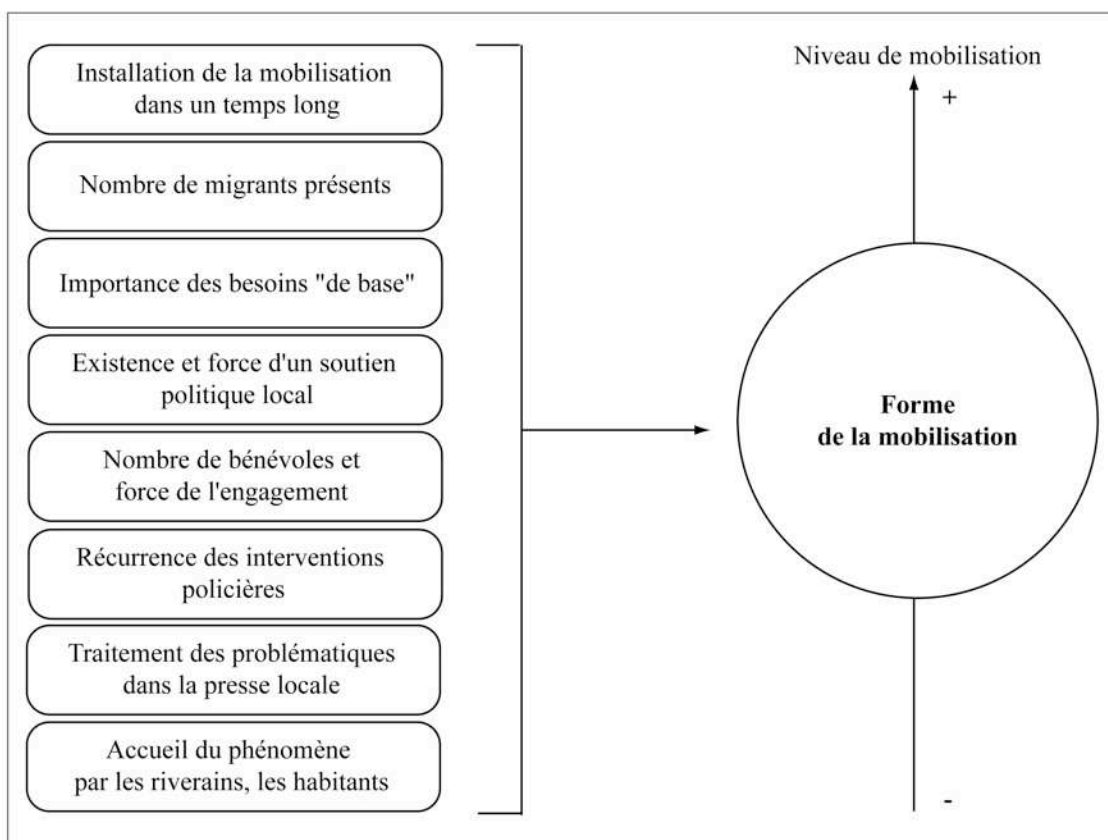 Installation de la mobilisation
dans un temps long
Nombre de migrants présents
Importance des besoins "de base"
Existence et force d'un soutien
politique local
Nombre de bénévoles et
force de l'engagement
Récurrence des interventions
policières
Traitement des problématiques
dans la presse locale
Accueil du phénomène
par les riverains, les habitants
Niveau de mobilisation
+
Forme
de la mobilisation
-